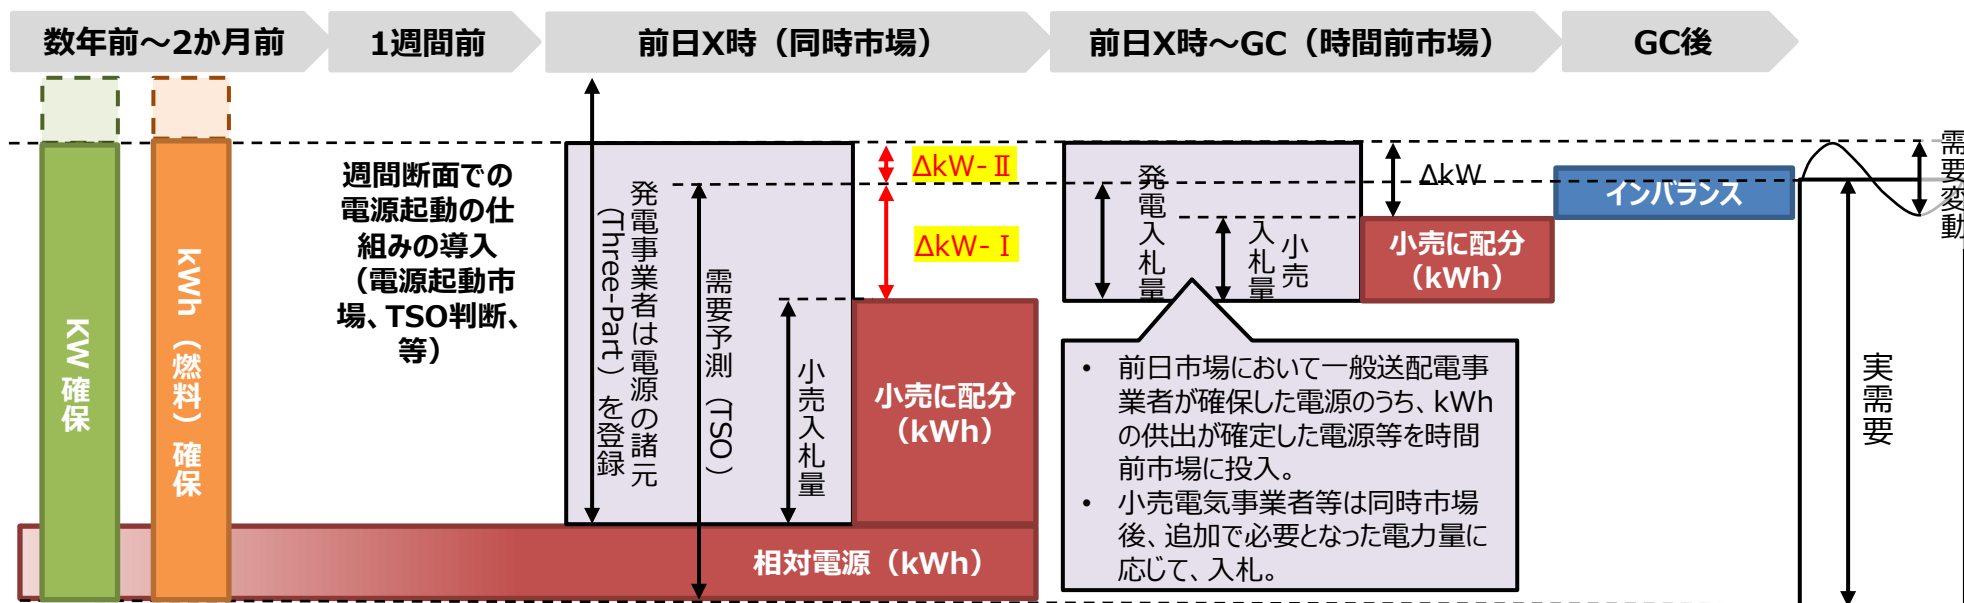 数年前～2か月前
1週間前
前日X時（同時市場）
前日X時～GC（時間前市場）
GC後
KW 確保
kWh（燃料）確保
週間断面での
電源起動の仕
組みの導入
（電源起動市
場、TSO判断、
等）
発電事業者は電源の諸元
（Three-Part）を登録
需要予測（TSO）
小売入札量
ΔkW-Ⅱ
ΔkW-Ⅰ
小売に配分
（kWh）
相対電源（kWh）
発電入札量
小売
入札量
ΔkW
小売に配分
（kWh）
インバランス
需要変動
実需要
• 前日市場において一般送配電事
業者が確保した電源のうち、kWh
の供出が確定した電源等を時間
前市場に投入。
• 小売電気事業者等は同時市場
後、追加で必要となった電力量に
応じて、入札。